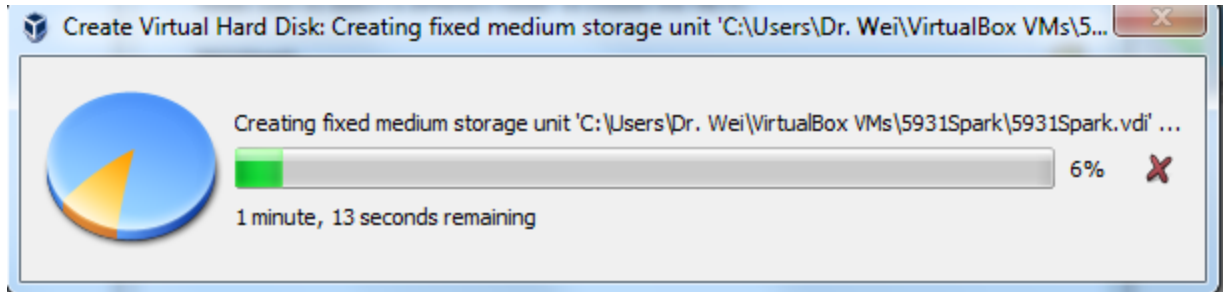 Create Virtual Hard Disk: Creating fixed medium storage unit 'C:\Users\Dr. Wei\VirtualBox VMs\5...
Creating fixed medium storage unit 'C:\Users\Dr. Wei\VirtualBox VMs\5931Spark\5931Spark.vdi' ...
6%
1 minute, 13 seconds remaining